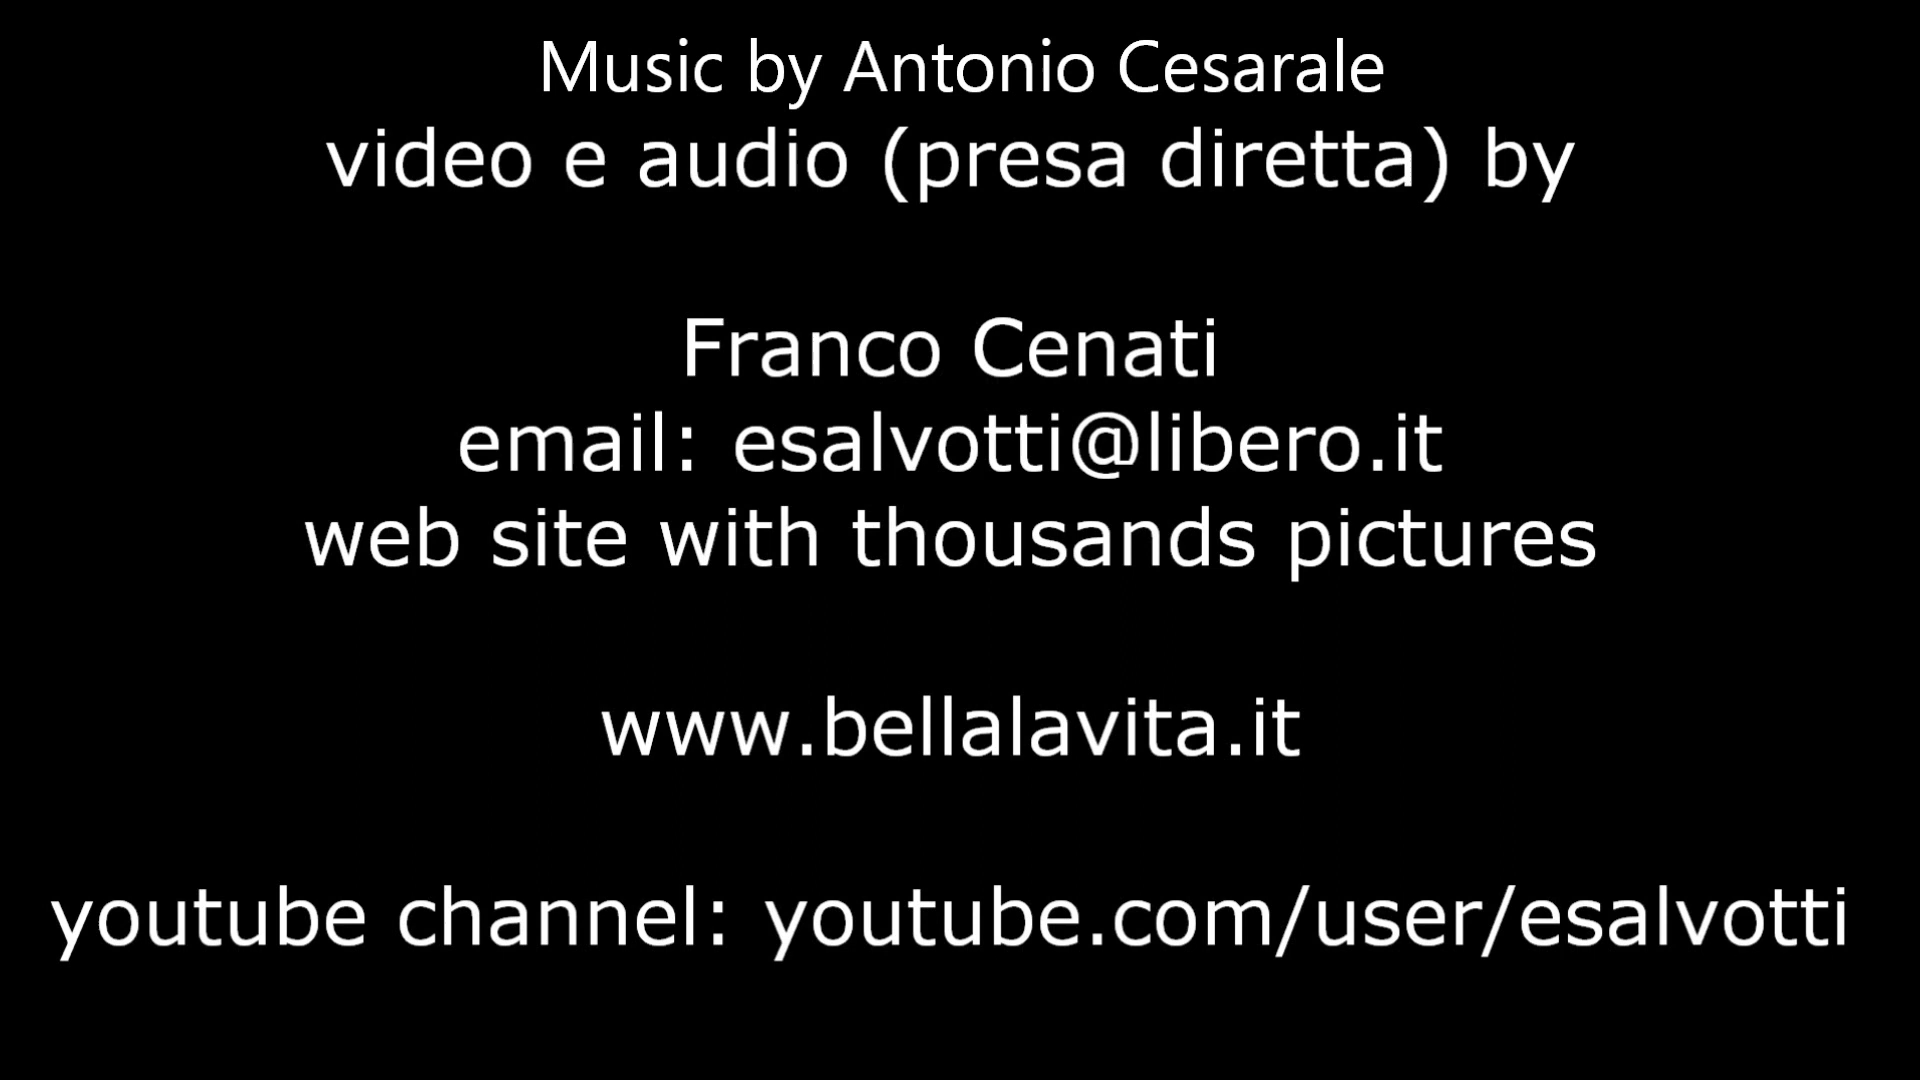 Music by Antonio Cesarale
video e audio (presa diretta) by
Franco Cenati
email: esalvotti@libero.it
web site with thousands pictures
www.bellalavita.it
youtube channel: youtube.com/user/esalvotti